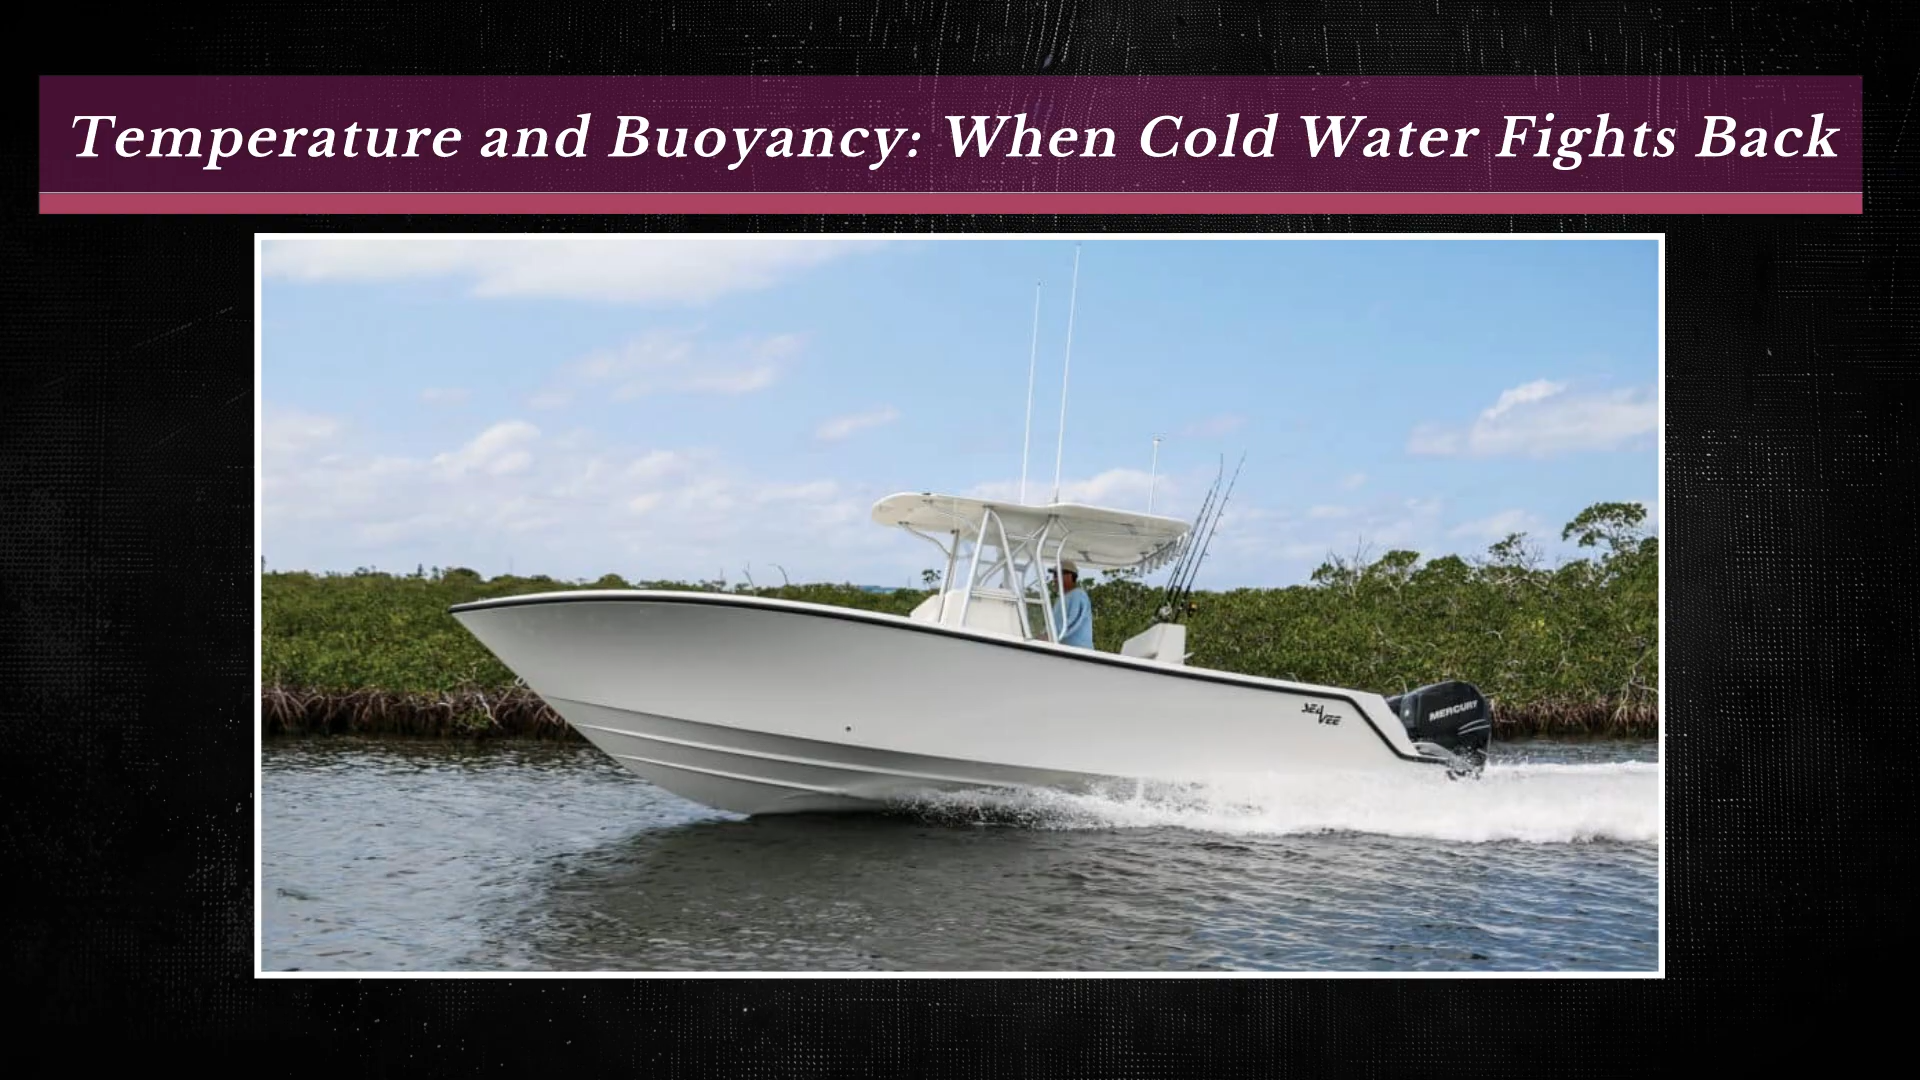 Temperature and Buoyancy: When Cold Water Fights Back
SEA
VEE
MERCURY